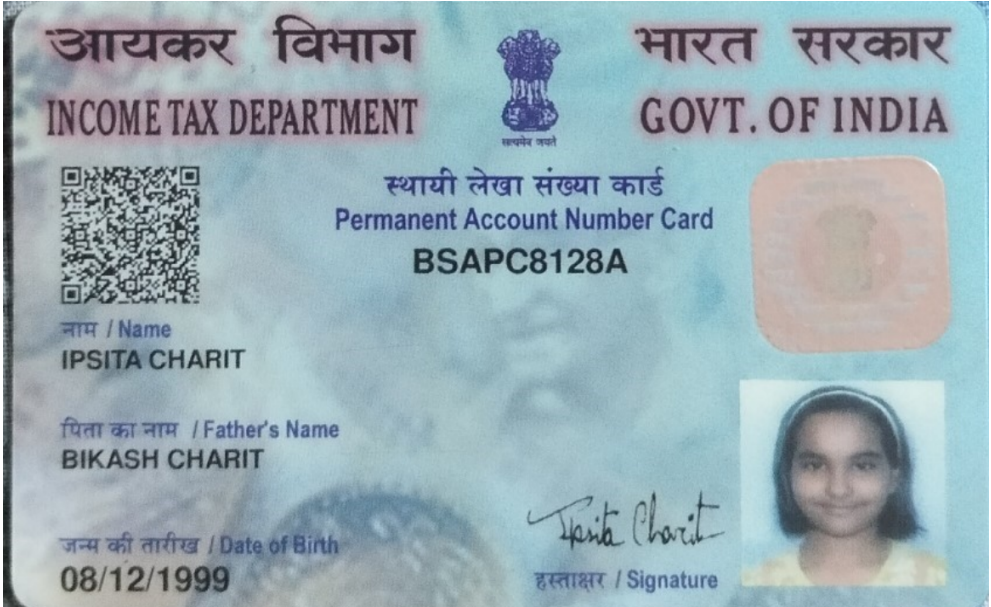 आयकर विभाग
INCOME TAX DEPARTMENT
भारत सरकार
GOVT. OF INDIA
सत्यमेव जयते
स्थायी लेखा संख्या कार्ड
Permanent Account Number Card
BSAPC8128A
नाम / Name
IPSITA CHARIT
पिता का नाम / Father's Name
BIKASH CHARIT
जन्म की तारीख / Date of Birth
08/12/1999
Ipsita Charit
हस्ताक्षर / Signature